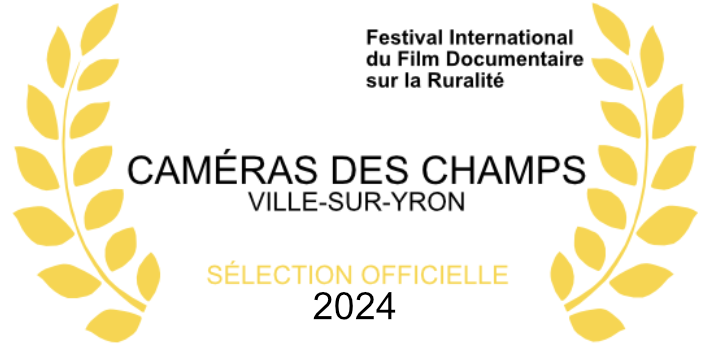 Festival International
du Film Documentaire
sur la Ruralité
CAMÉRAS DES CHAMPS
VILLE-SUR-YRON
SÉLECTION OFFICIELLE
2024